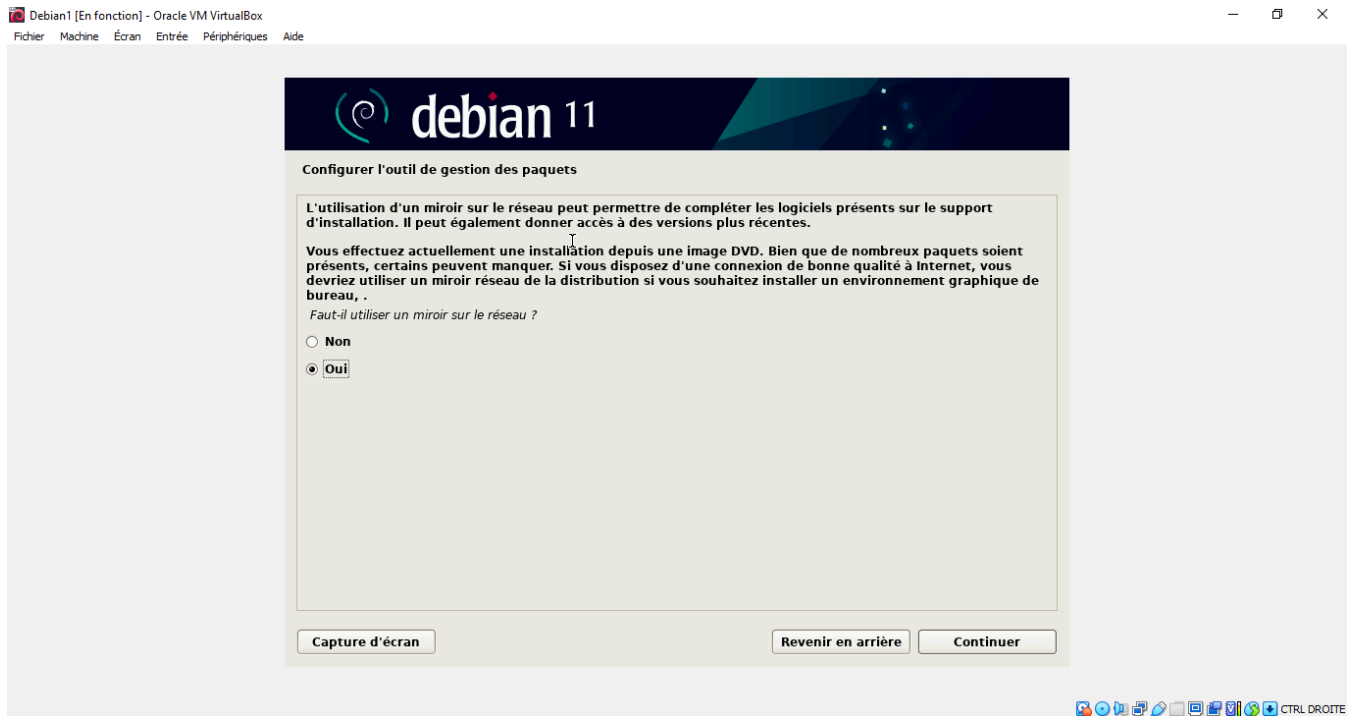 Debian1 [En fonction] - Oracle VM VirtualBox
Fichier Machine Écran Entrée Périphériques Aide
debian 11
Configurer l'outil de gestion des paquets
L'utilisation d'un miroir sur le réseau peut permettre de compléter les logiciels présents sur le support
d'installation. Il peut également donner accès à des versions plus récentes.
Vous effectuez actuellement une installation depuis une image DVD. Bien que de nombreux paquets soient
présents, certains peuvent manquer. Si vous disposez d'une connexion de bonne qualité à Internet, vous
devriez utiliser un miroir réseau de la distribution si vous souhaitez installer un environnement graphique de
bureau, .
Faut-il utiliser un miroir sur le réseau ?
Non
Oui
Capture d'écran Revenir en arrière Continuer
CTRL DROITE